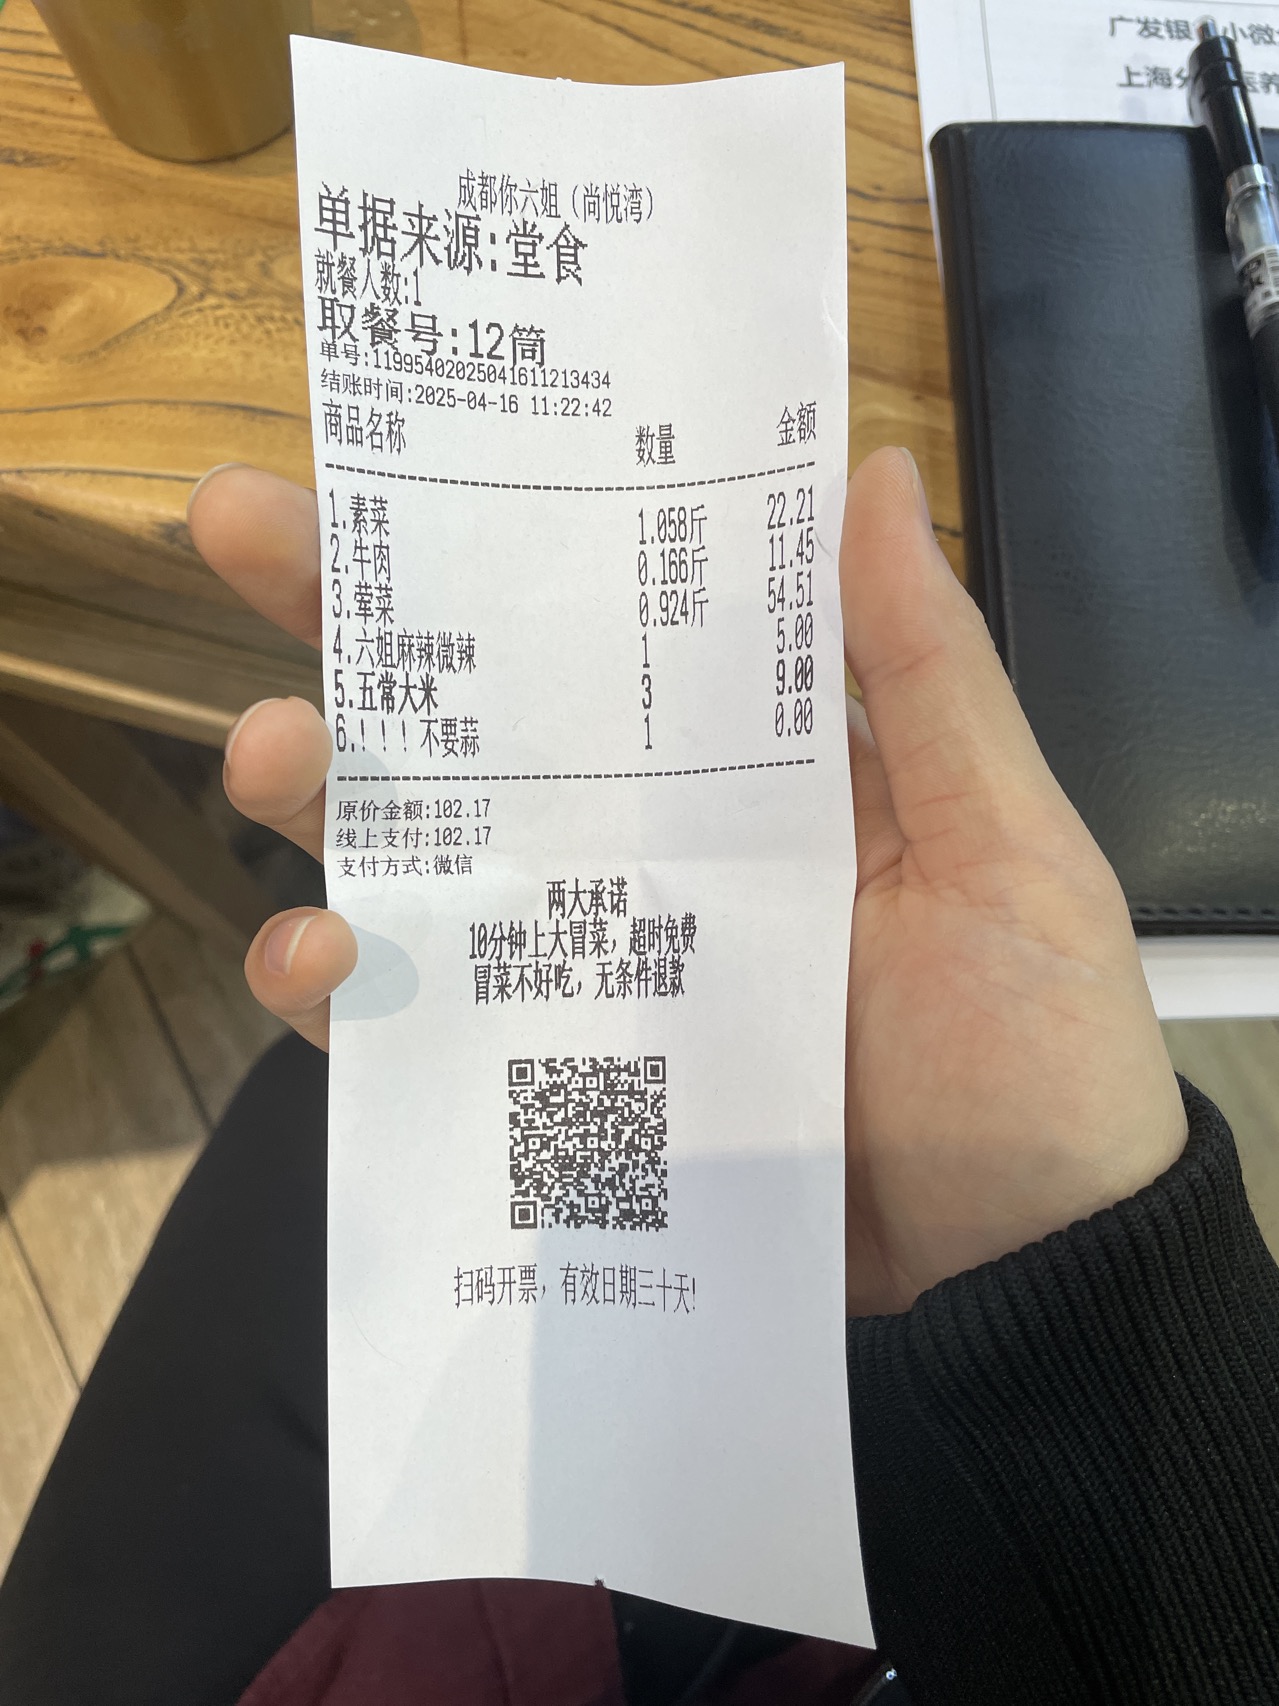 广发银 小微
上海分 医养
成都你六姐（尚悦湾）
单据来源:堂食
就餐人数:1
取餐号:12筒
单号:11995402025041611213434
结账时间:2025-04-16 11:22:42
商品名称 数量 金额
1.素菜 1.058斤 22.21
2.牛肉 0.166斤 11.45
3.荤菜 0.924斤 54.51
4.六姐麻辣微辣 1 5.00
5.五常大米 3 9.00
6.！！！不要蒜 1 0.00
原价金额:102.17
线上支付:102.17
支付方式:微信
两大承诺
10分钟上大冒菜，超时免费
冒菜不好吃，无条件退款
扫码开票，有效日期三十天!